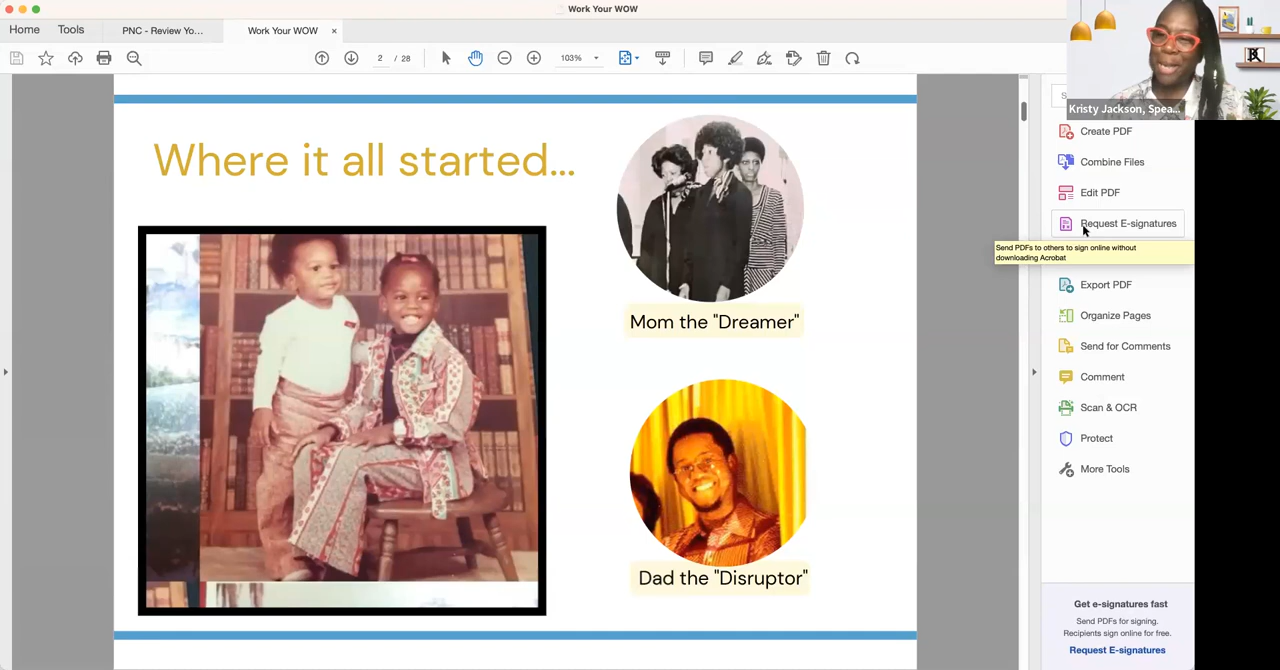 Work Your WOW
Home
Tools
PNC - Review Yo...
Work Your WOW
2 / 28
103%
Kristy Jackson, Spea...
Create PDF
Combine Files
Edit PDF
Request E-signatures
Send PDFs to others to sign online without
downloading Acrobat
Export PDF
Organize Pages
Send for Comments
Comment
Scan & OCR
Protect
More Tools
Get e-signatures fast
Send PDFs for signing.
Recipients sign online for free.
Request E-signatures
Where it all started...
Mom the "Dreamer"
Dad the "Disruptor"